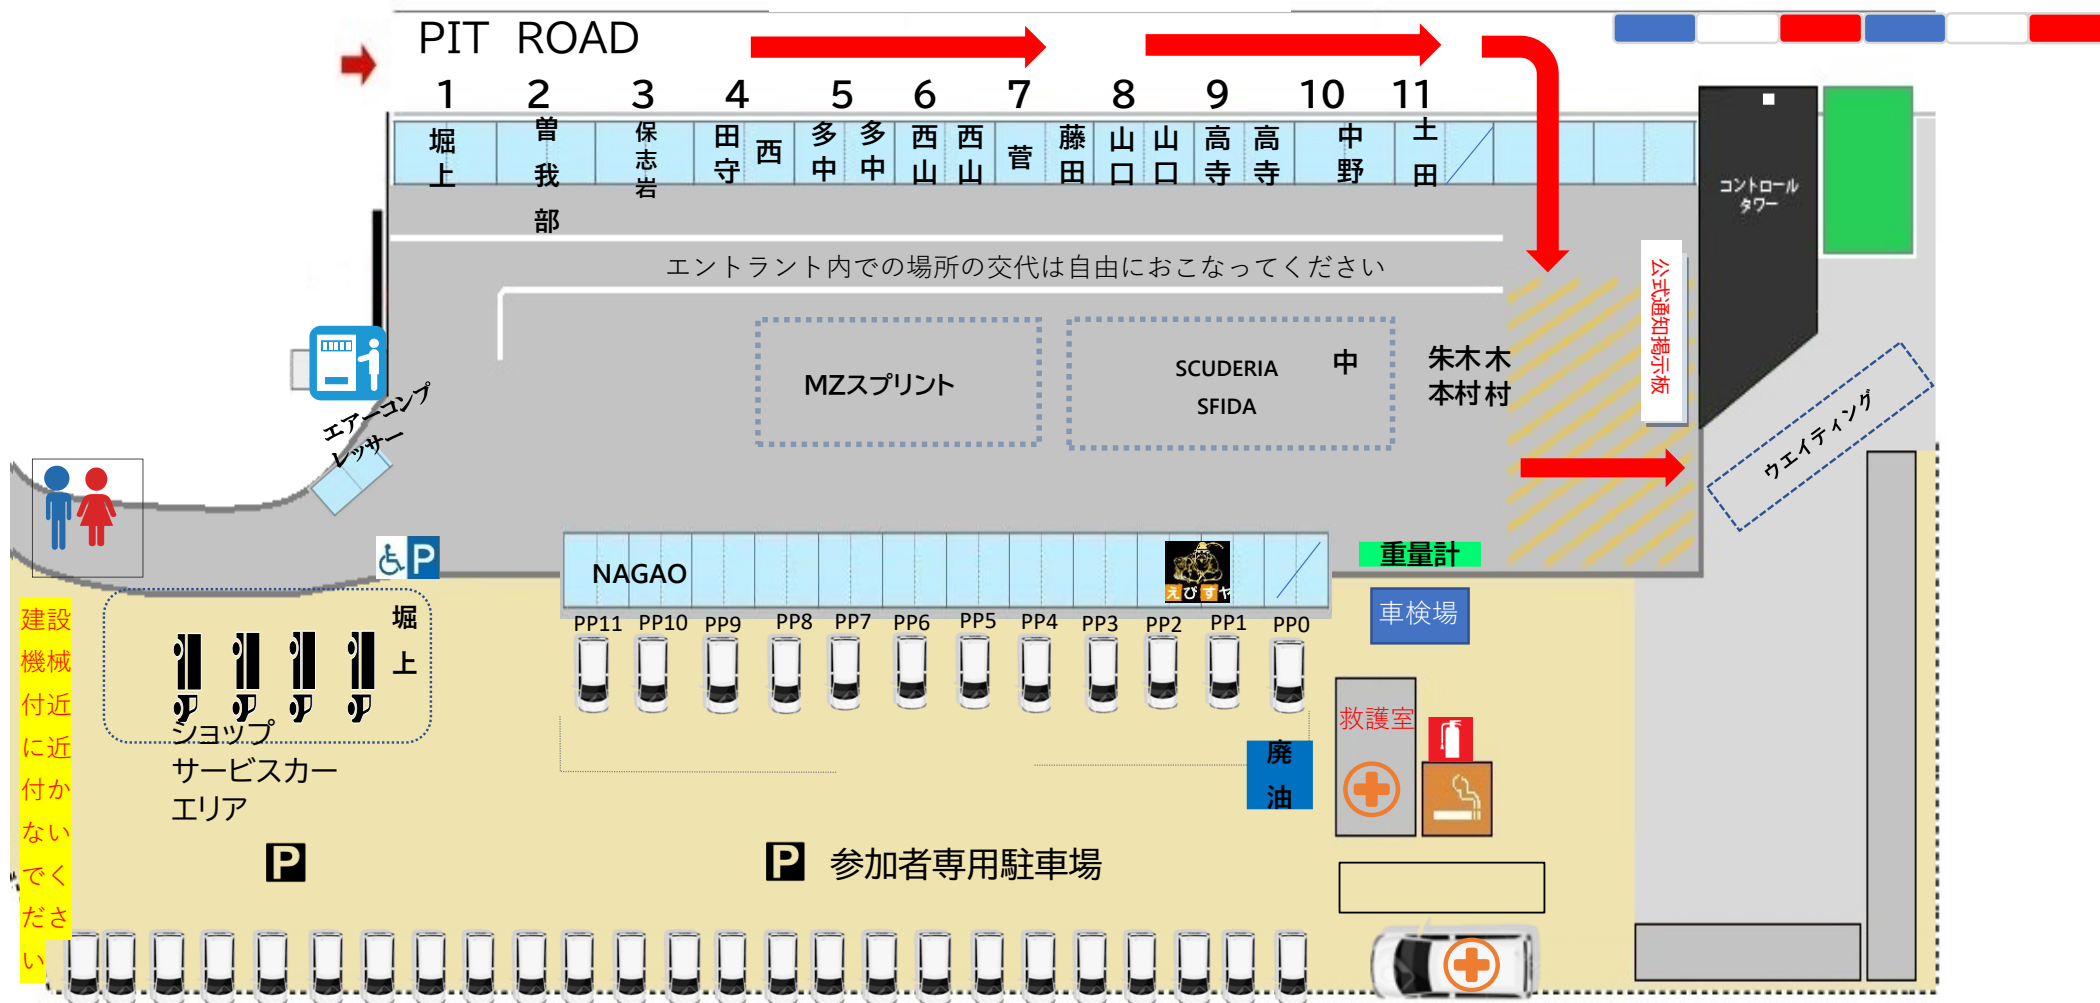 PIT ROAD
1 2 3 4 5 6 7 8 9 10 11
堀上
曽我部
保志岩
田守
西
多中
多中
西山
西山
菅
藤田
山口
山口
高寺
高寺
中野
土田
コントロール
タワー
エントラント内での場所の交代は自由におこなってください
公式通知掲示板
MZスプリント
SCUDERIA
SFIDA
中
朱本
木村
木村
エアーコンプ
レッサー
ウエイティング
P
NAGAO
えびすや
重量計
車検場
PP11 PP10 PP9 PP8 PP7 PP6 PP5 PP4 PP3 PP2 PP1 PP0
建設
機械
付近
に近
付か
ない
でく
ださ
い
堀上
ショップ
サービスカー
エリア
救護室
廃油
P
P 参加者専用駐車場